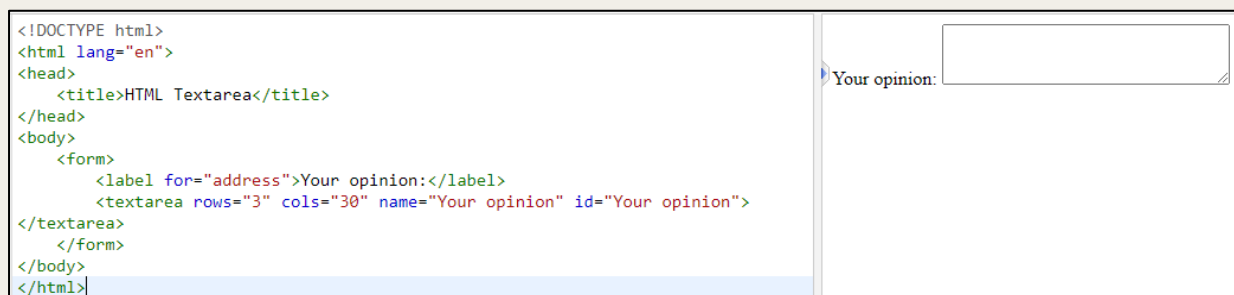 <!DOCTYPE html>
<html lang="en">
<head>
    <title>HTML Textarea</title>
</head>
<body>
    <form>
        <label for="address">Your opinion:</label>
        <textarea rows="3" cols="30" name="Your opinion" id="Your opinion">
</textarea>
    </form>
</body>
</html>
Your opinion: